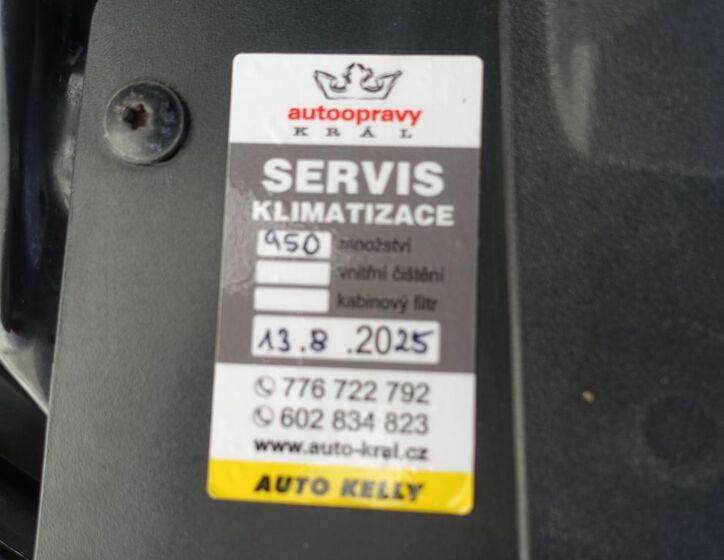 autoopravy
KRÁL
SERVIS
KLIMATIZACE
950 množství
vnitřní čištění
kabinový filtr
13.8.2025
776 722 792
602 834 823
www.auto-kral.cz
AUTO KELLY